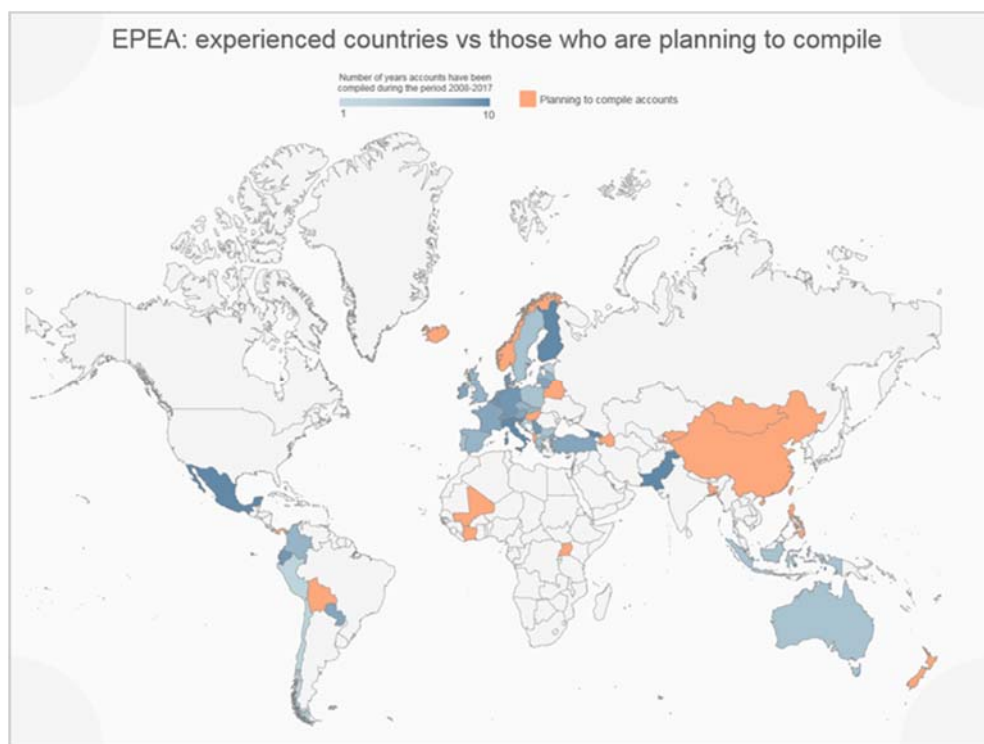 EPEA: experienced countries vs those who are planning to compile
Number of years accounts have been
compiled during the period 2008-2017
1 10
Planning to compile accounts